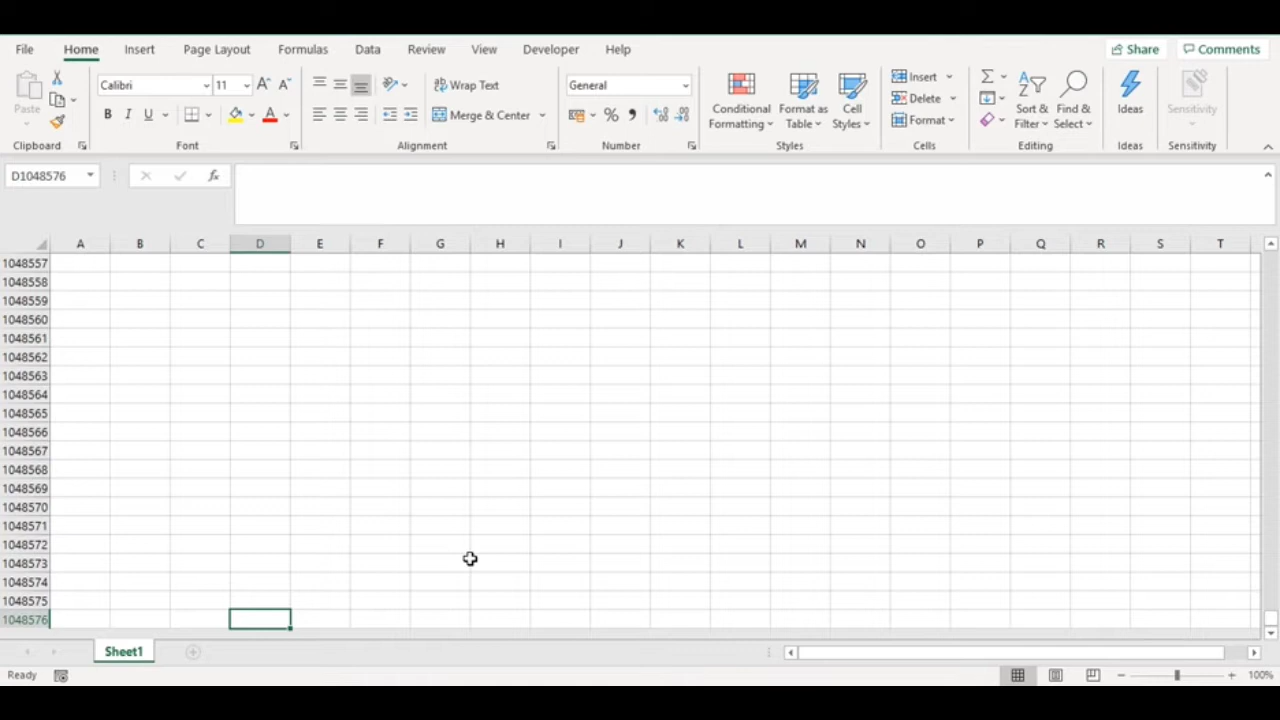 File Home Insert Page Layout Formulas Data Review View Developer Help Share Comments
Paste Calibri 11 A A Wrap Text General Conditional Formatting Format as Table Cell Styles Insert Sort & Filter Find & Select Ideas Sensitivity
Delete
B I U A Merge & Center % , Format
Clipboard Font Alignment Number Styles Cells Editing Ideas Sensitivity
D1048576 fx
A B C D E F G H I J K L M N O P Q R S T
1048557
1048558
1048559
1048560
1048561
1048562
1048563
1048564
1048565
1048566
1048567
1048568
1048569
1048570
1048571
1048572
1048573
1048574
1048575
1048576
Sheet1
Ready 100%